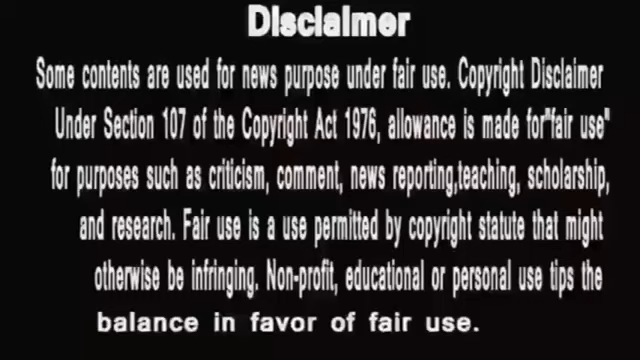 Disclaimer
Some contents are used for news purpose under fair use. Copyright Disclaimer
Under Section 107 of the Copyright Act 1976, allowance is made for"fair use"
for purposes such as criticism, comment, news reporting,teaching, scholarship,
and research. Fair use is a use permitted by copyright statute that might
otherwise be infringing. Non-profit, educational or personal use tips the
balance in favor of fair use.